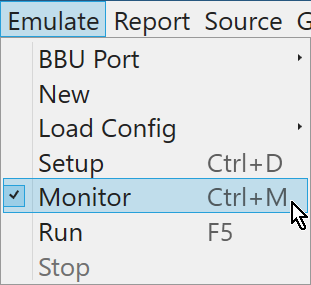 Emulate Report Source
BBU Port
New
Load Config
Setup Ctrl+D
Monitor Ctrl+M
Run F5
Stop